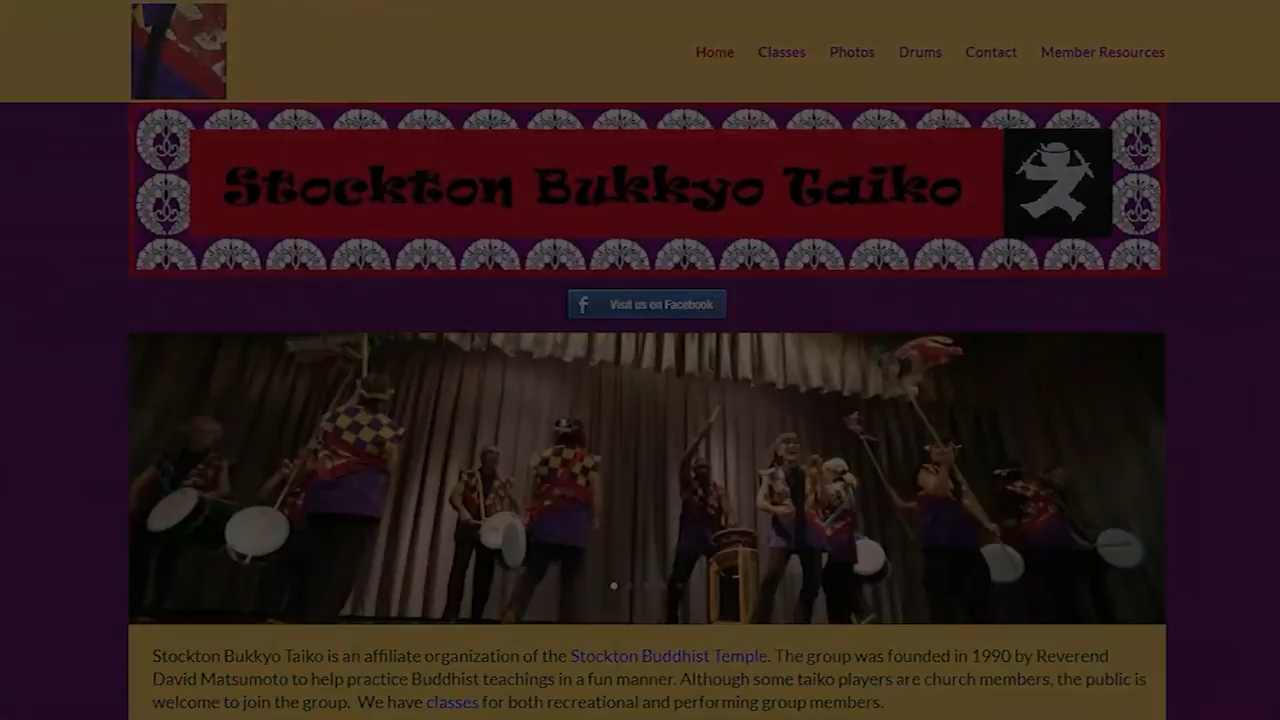 Home Classes Photos Drums Contact Member Resources
Stockton Bukkyo Taiko
f Visit us on Facebook
Stockton Bukkyo Taiko is an affiliate organization of the Stockton Buddhist Temple. The group was founded in 1990 by Reverend
David Matsumoto to help practice Buddhist teachings in a fun manner. Although some taiko players are church members, the public is
welcome to join the group. We have classes for both recreational and performing group members.